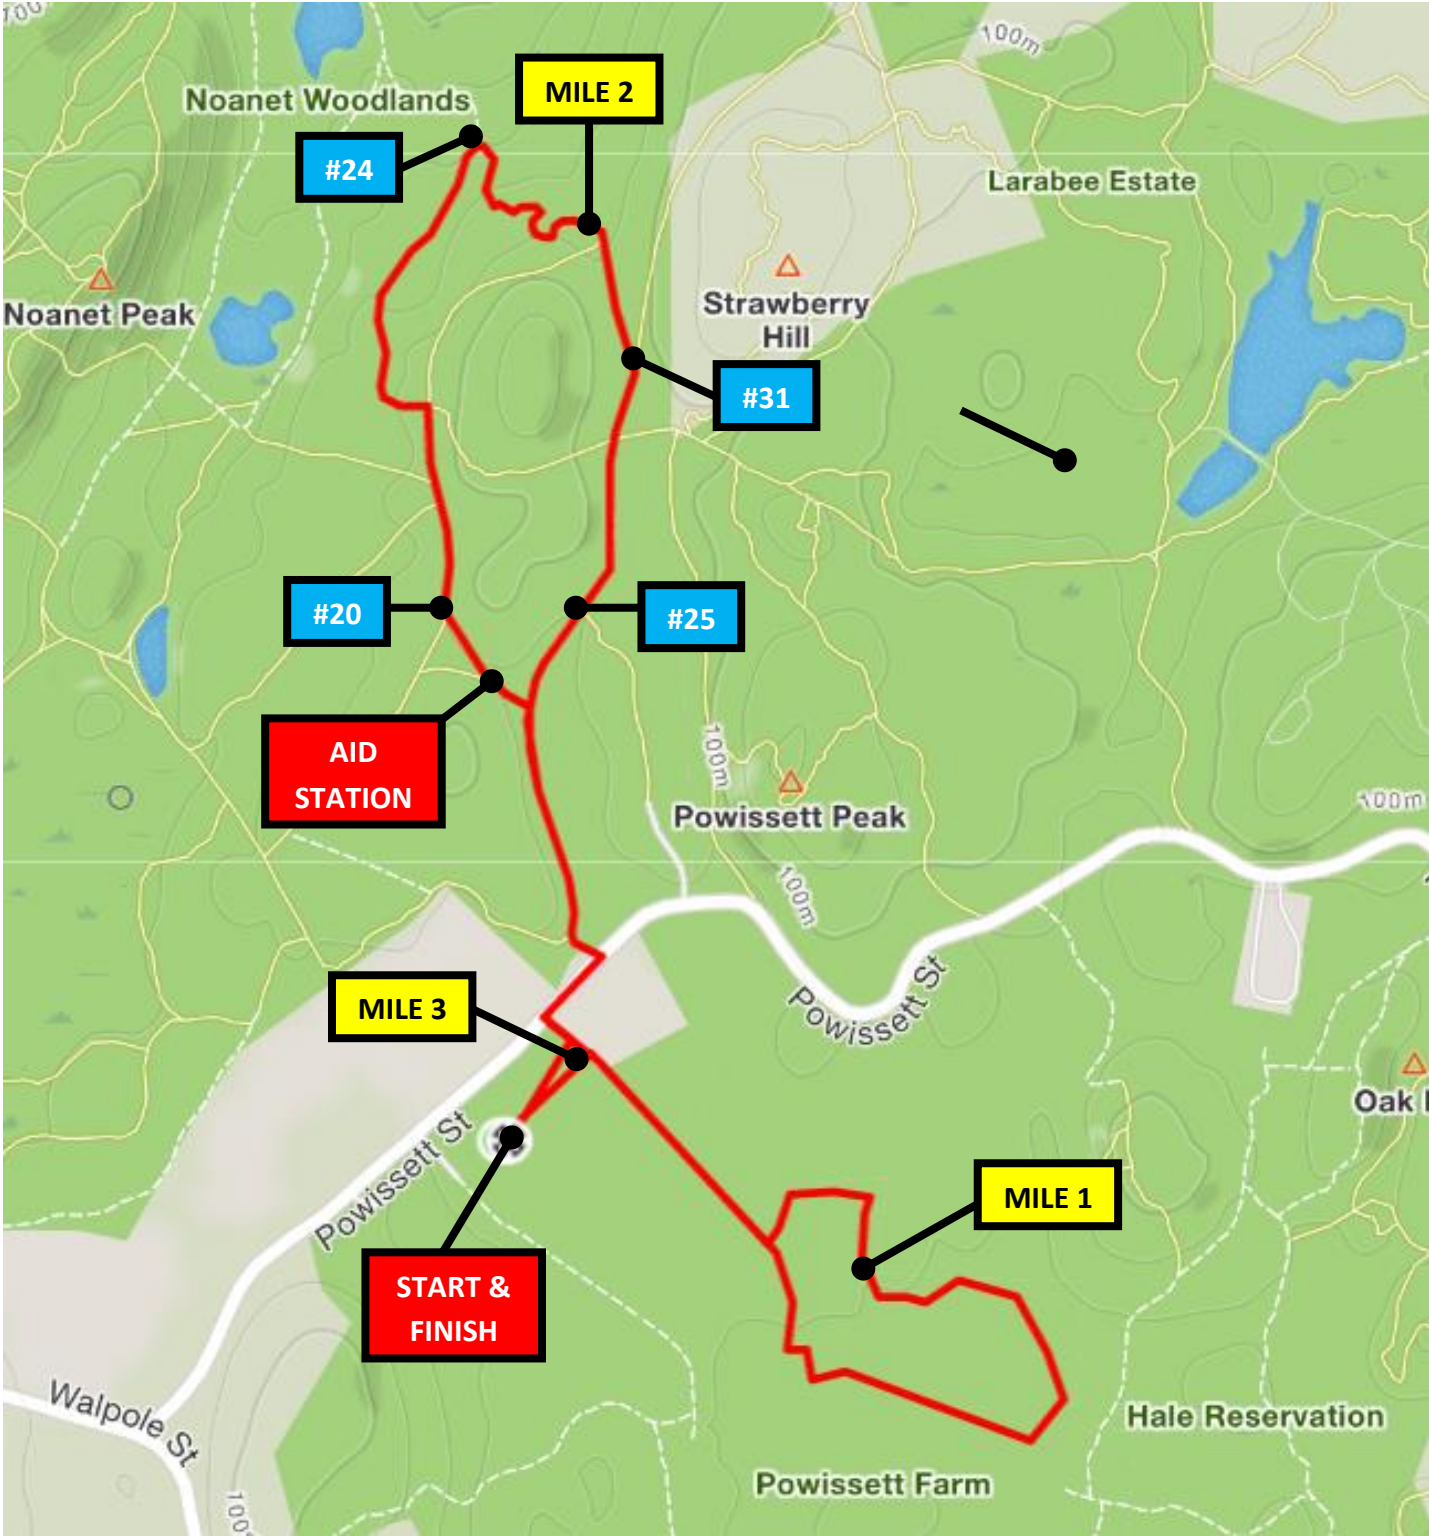 100
Noanet Woodlands
MILE 2
100m
#24
Larabee Estate
Noanet Peak
Strawberry
Hill
#31
#20
#25
AID
STATION
100m
Powissett Peak
100m
100m
MILE 3
Powissett St
Oak
Powissett St
MILE 1
START &
FINISH
Walpole St
Hale Reservation
Powissett Farm
100